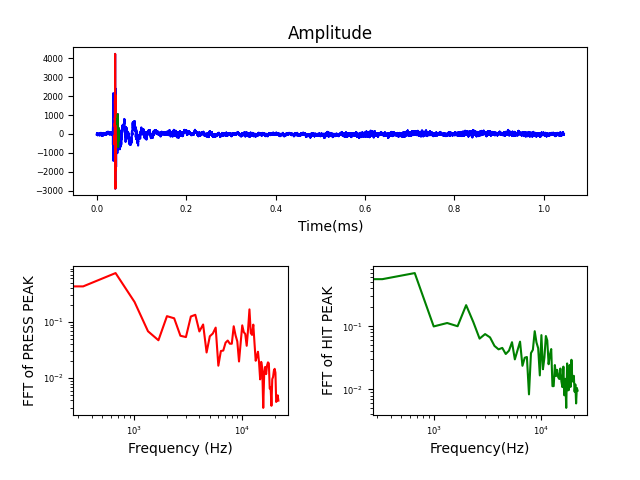 Amplitude
4000
3000
2000
1000
0
−1000
−2000
−3000
0.0 0.2 0.4 0.6 0.8 1.0
Time(ms)
FFT of PRESS PEAK
10⁻¹
10⁻²
10³ 10⁴
Frequency (Hz)
FFT of HIT PEAK
10⁻¹
10⁻²
10³ 10⁴
Frequency(Hz)